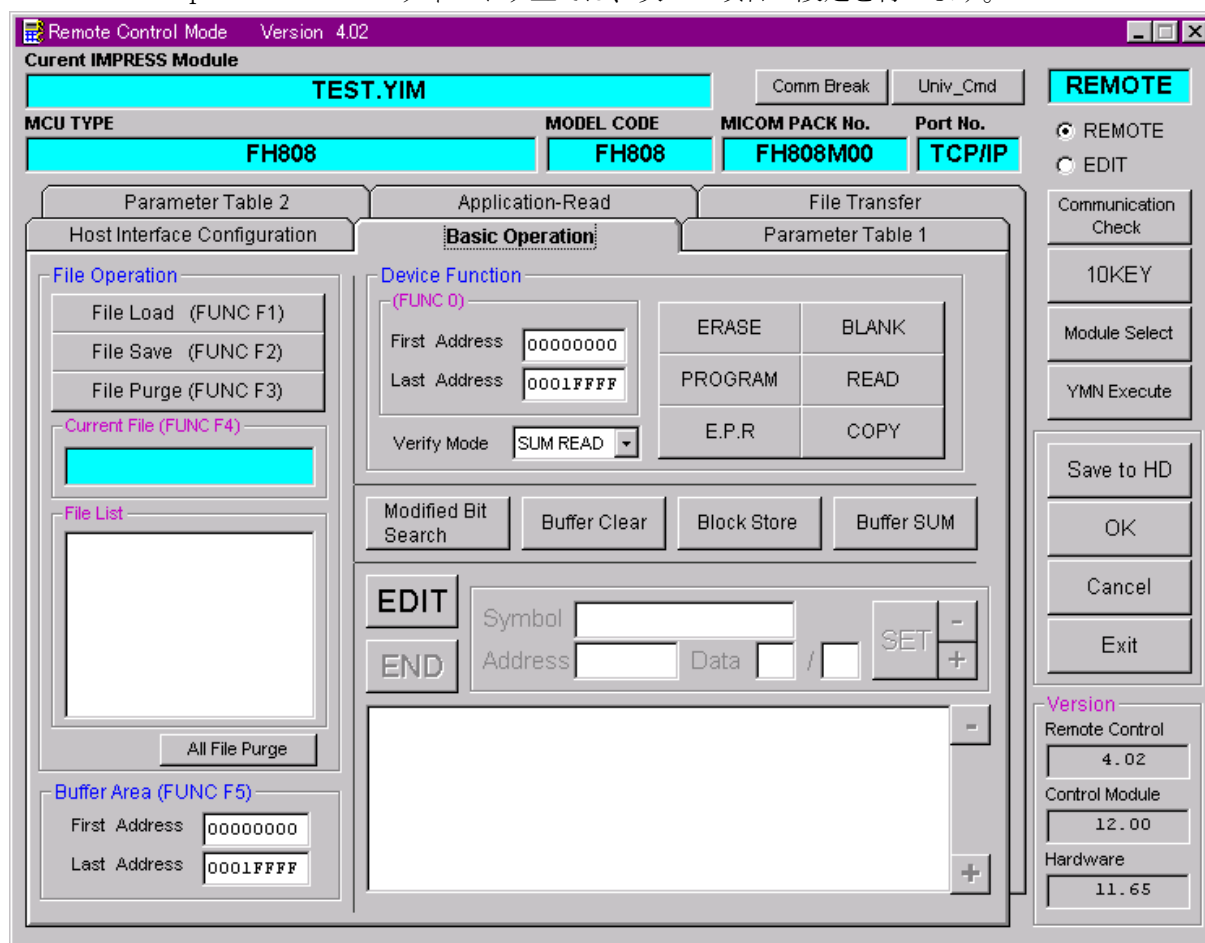 Remote Control Mode Version 4.02
Curent IMPRESS Module
TEST.YIM
Comm Break
Univ_Cmd
REMOTE
MCU TYPE
MODEL CODE
MICOM PACK No.
Port No.
FH808
FH808
FH808M00
TCP/IP
REMOTE
EDIT
Parameter Table 2
Application-Read
File Transfer
Host Interface Configuration
Basic Operation
Parameter Table 1
Communication
Check
10KEY
Module Select
YMN Execute
File Operation
File Load (FUNC F1)
File Save (FUNC F2)
File Purge (FUNC F3)
Current File (FUNC F4)
File List
All File Purge
Buffer Area (FUNC F5)
First Address 00000000
Last Address 0001FFFF
Device Function
(FUNC 0)
First Address 00000000
Last Address 0001FFFF
Verify Mode SUM READ
ERASE
BLANK
PROGRAM
READ
E.P.R
COPY
Modified Bit
Search
Buffer Clear
Block Store
Buffer SUM
EDIT
END
Symbol
Address
Data /
SET
-
+
-
+
Save to HD
OK
Cancel
Exit
Version
Remote Control
4.02
Control Module
12.00
Hardware
11.65